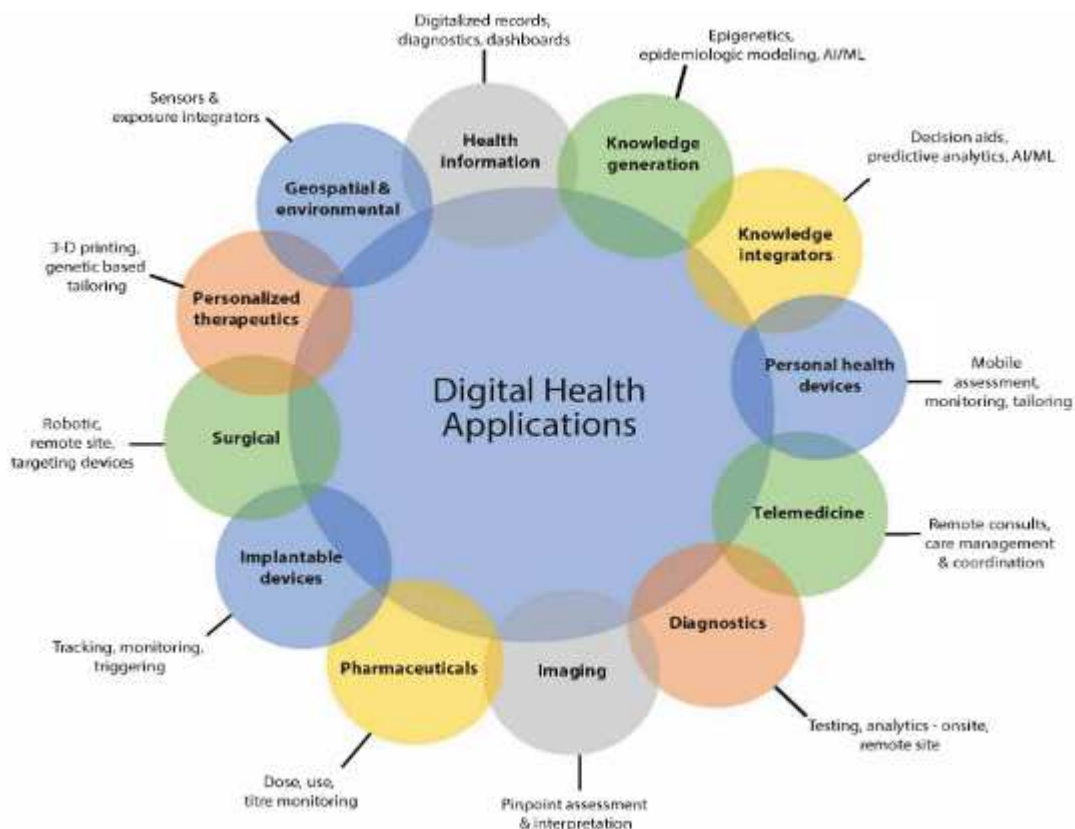 Digitalized records,
diagnostics, dashboards
Epigenetics,
epidemiologic modeling, AI/ML
Sensors &
exposure integrators
Health
information
Knowledge
generation
Decision aids,
predictive analytics, AI/ML
Geospatial &
environmental
Knowledge
integrators
3-D printing,
genetic based
tailoring
Personalized
therapeutics
Personal health
devices
Mobile
assessment,
monitoring, tailoring
Digital Health
Applications
Robotic,
remote site,
targeting devices
Surgical
Telemedicine
Remote consults,
care management
& coordination
Implantable
devices
Diagnostics
Tracking, monitoring,
triggering
Pharmaceuticals
Imaging
Testing, analytics - onsite,
remote site
Dose, use,
titre monitoring
Pinpoint assessment
& interpretation